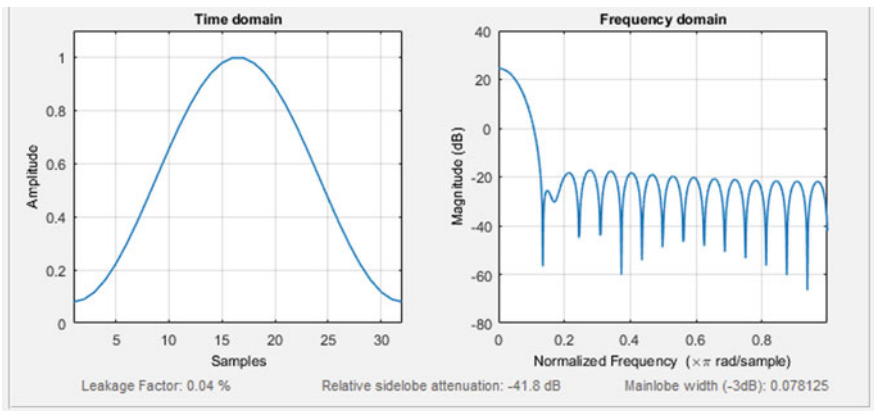 Time domain
1
0.8
0.6
0.4
0.2
0
Amplitude
5 10 15 20 25 30
Samples
Frequency domain
40
20
0
-20
-40
-60
-80
Magnitude (dB)
0 0.2 0.4 0.6 0.8
Normalized Frequency (×π rad/sample)
Leakage Factor: 0.04 %
Relative sidelobe attenuation: -41.8 dB
Mainlobe width (-3dB): 0.078125